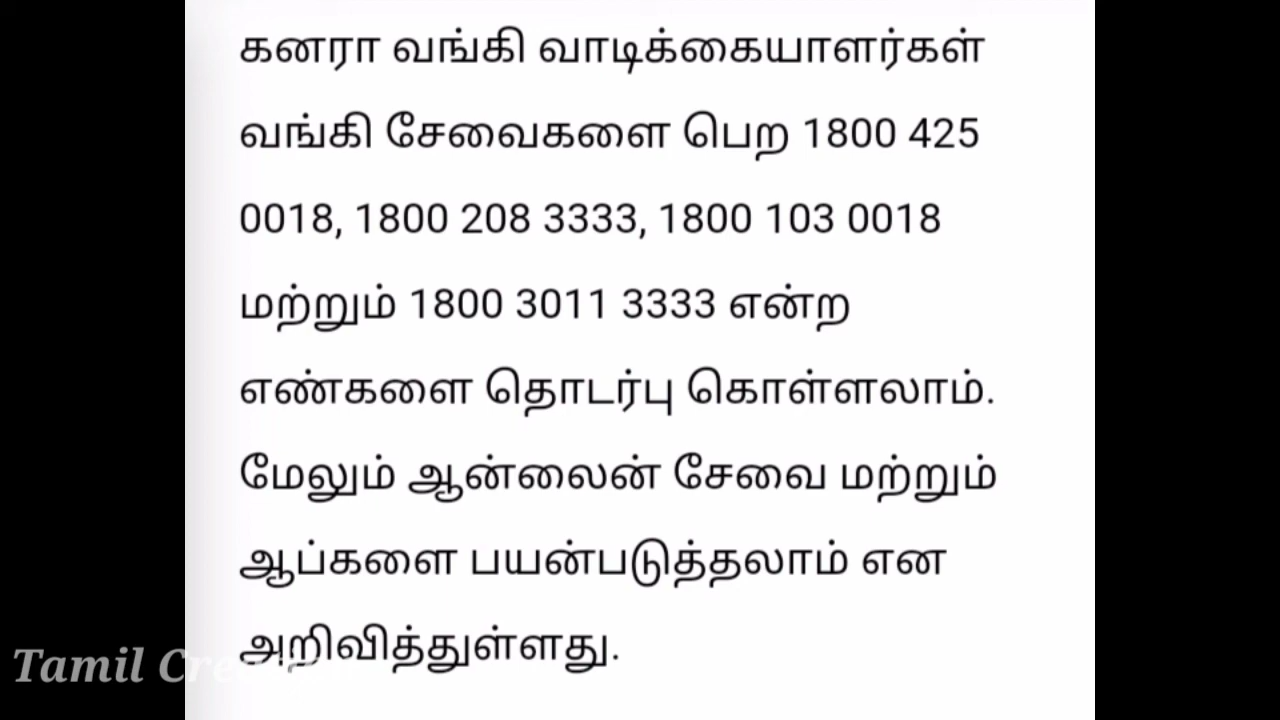 கனரா வங்கி வாடிக்கையாளர்கள்
வங்கி சேவைகளை பெற 1800 425
0018, 1800 208 3333, 1800 103 0018
மற்றும் 1800 3011 3333 என்ற
எண்களை தொடர்பு கொள்ளலாம்.
மேலும் ஆன்லைன் சேவை மற்றும்
ஆப்களை பயன்படுத்தலாம் என
அறிவித்துள்ளது.
Tamil